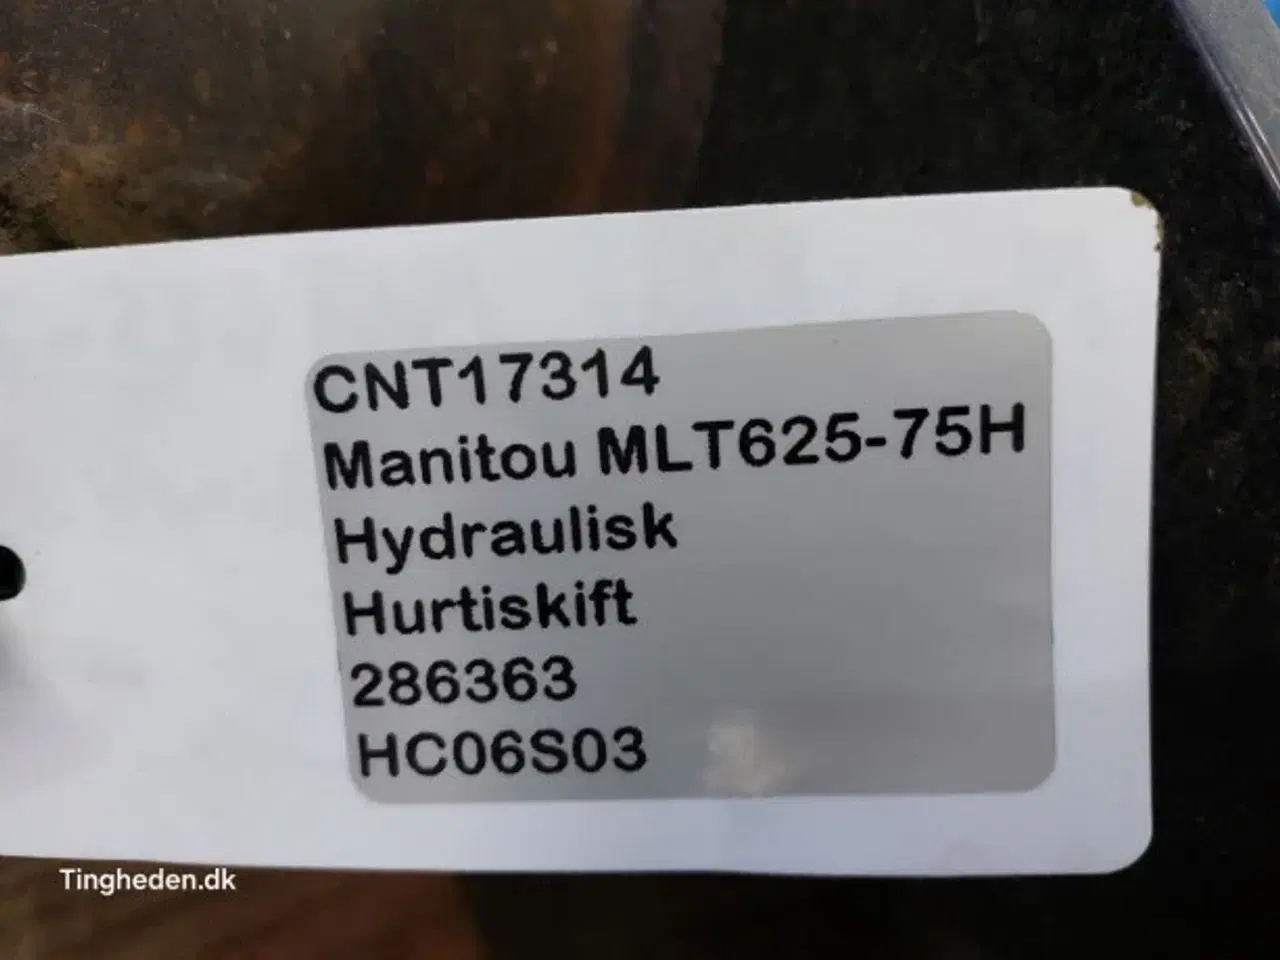 CNT17314
Manitou MLT625-75H
Hydraulisk
Hurtiskift
286363
HC06S03
Tingheden.dk